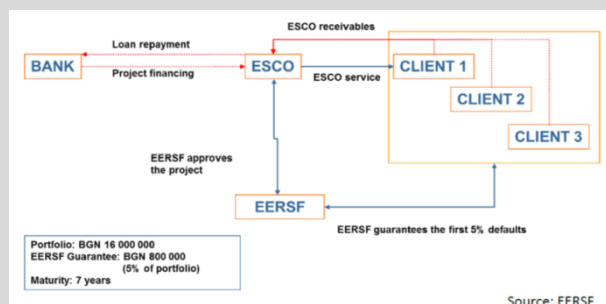 ESCO receivables
Loan repayment
BANK
ESCO
CLIENT 1
Project financing
ESCO service
CLIENT 2
CLIENT 3
EERSF approves
the project
EERSF
EERSF guarantees the first 5% defaults
Portfolio: BGN 16 000 000
EERSF Guarantee: BGN 800 000
(5% of portfolio)
Maturity: 7 years
Source: EERSF